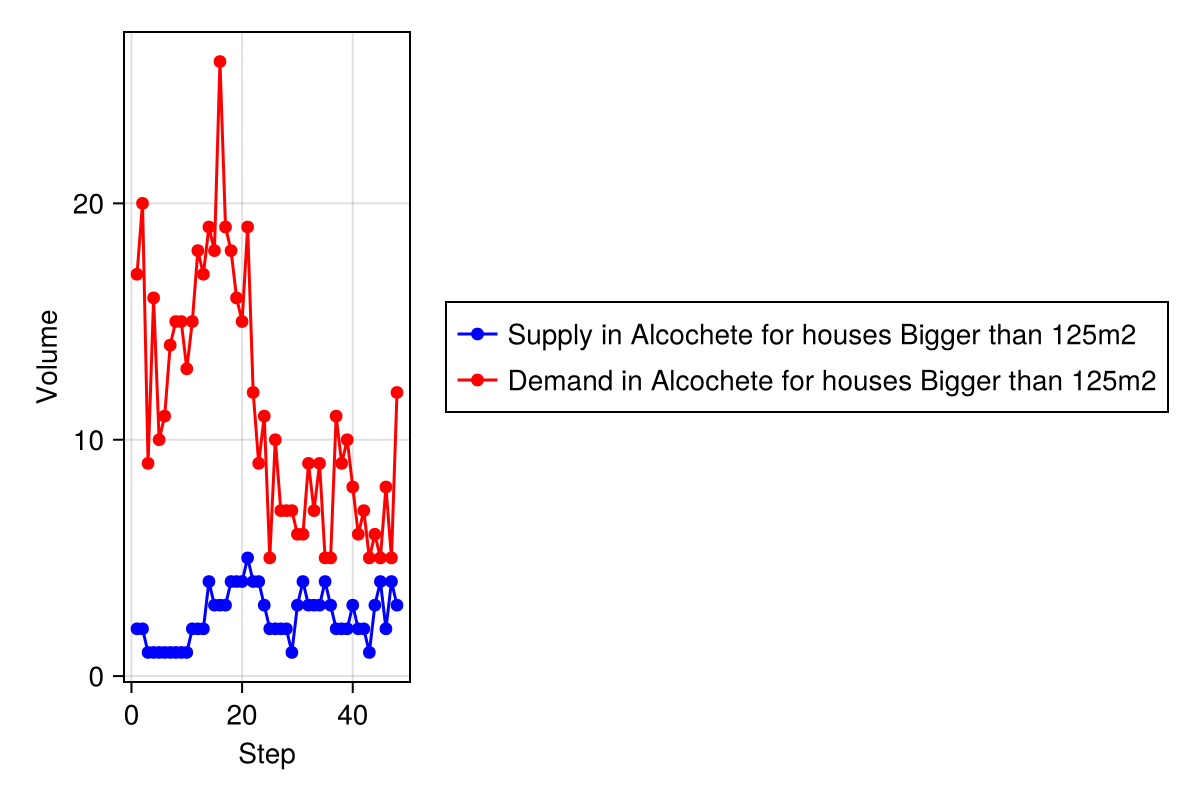 Volume
20
10
0
0 20 40
Step
Supply in Alcochete for houses Bigger than 125m2
Demand in Alcochete for houses Bigger than 125m2